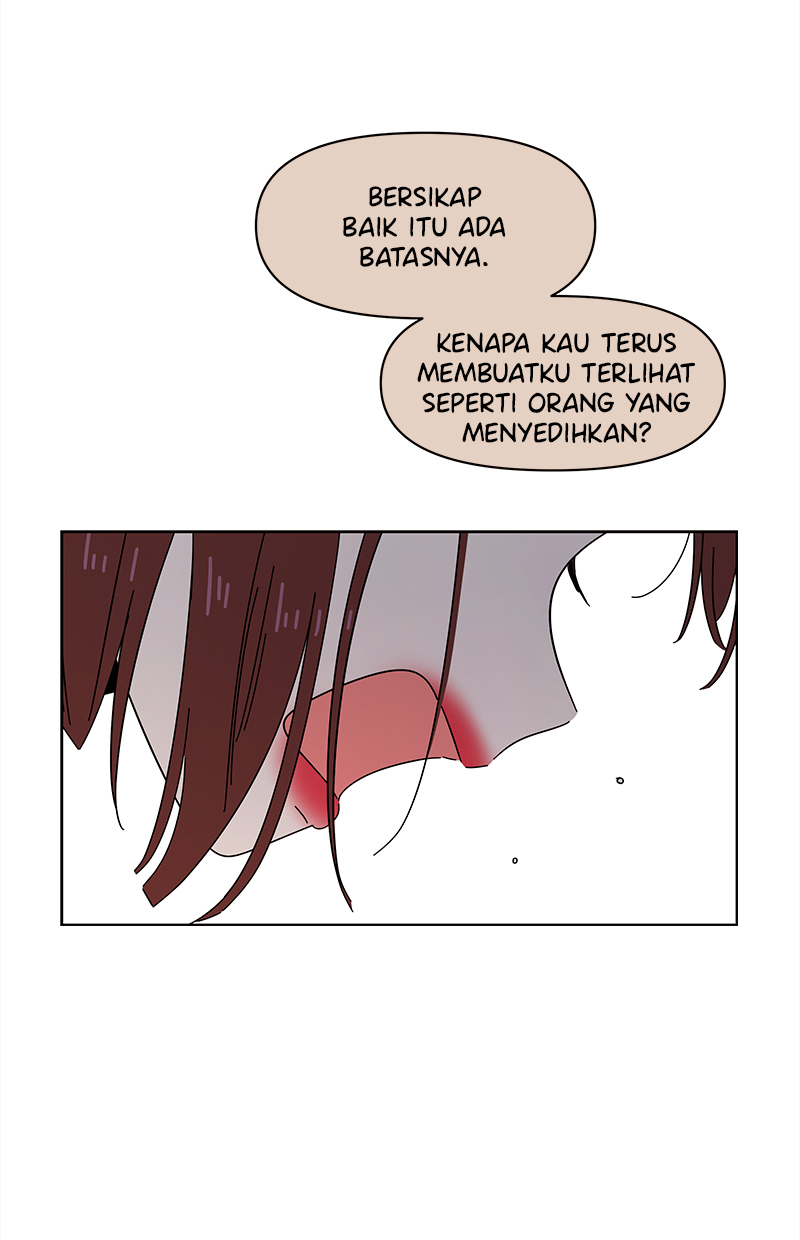 BERSIKAP
BAIK ITU ADA
BATASNYA.
KENAPA KAU TERUS
MEMBUATKU TERLIHAT
SEPERTI ORANG YANG
MENYEDIHKAN?